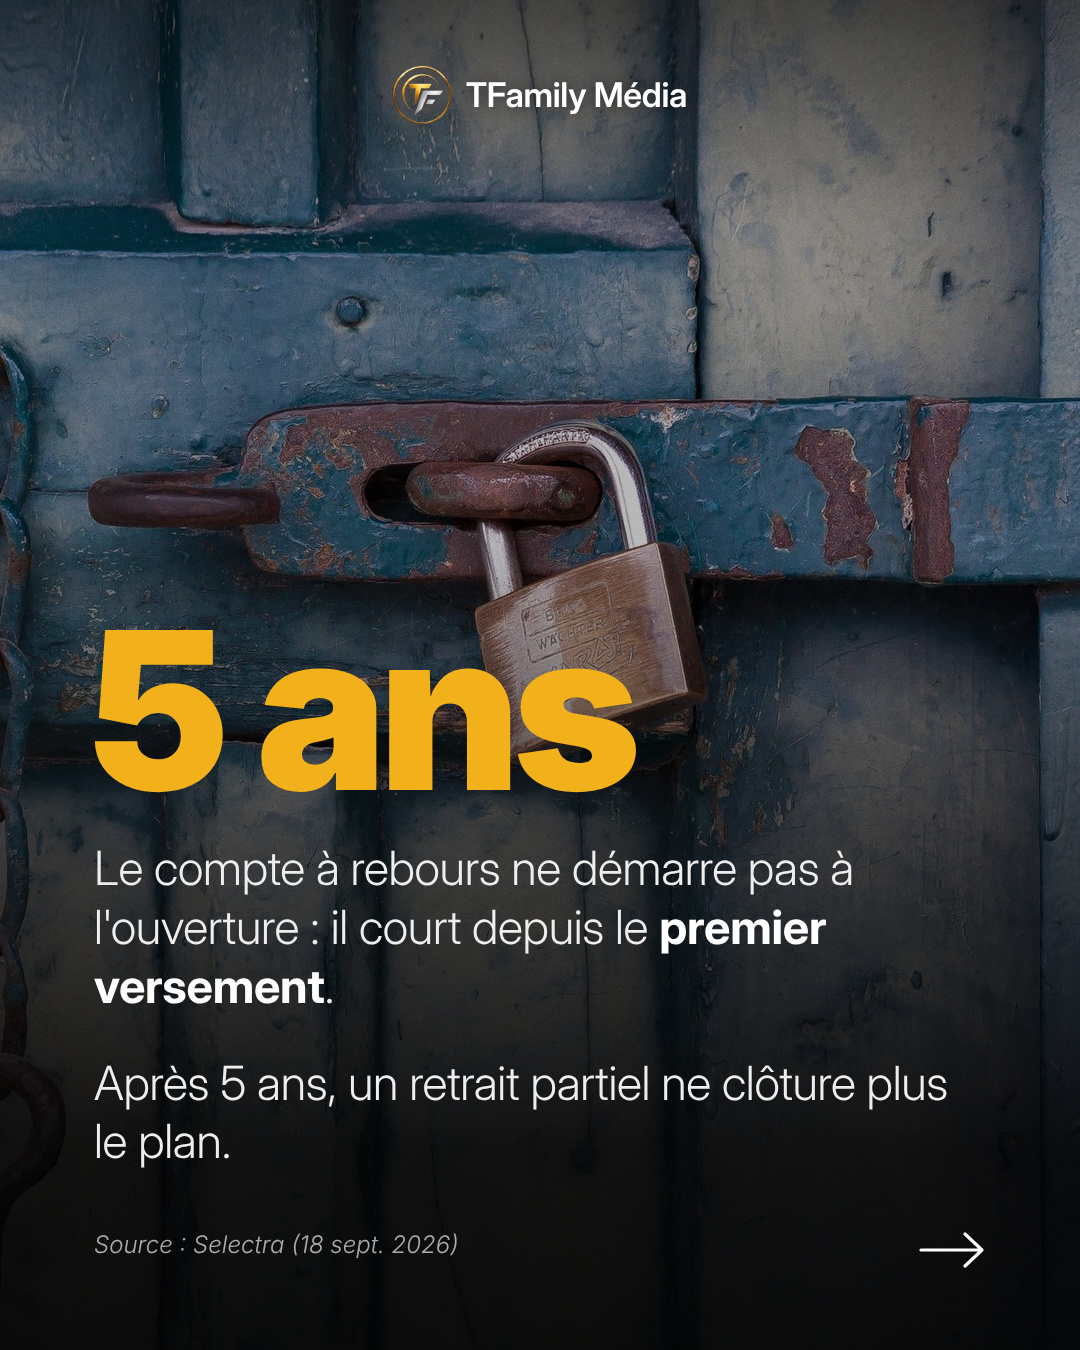 TFamily Média
5 ans
Le compte à rebours ne démarre pas à
l'ouverture : il court depuis le premier
versement.
Après 5 ans, un retrait partiel ne clôture plus
le plan.
Source : Selectra (18 sept. 2026)